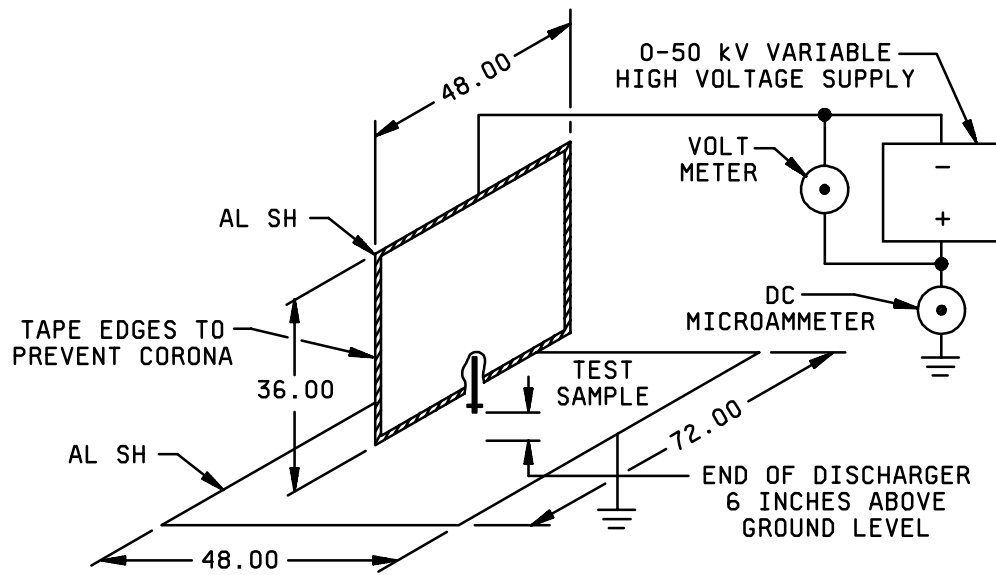 48.00
0-50 kV VARIABLE
HIGH VOLTAGE SUPPLY
VOLT
METER
-
+
AL SH
DC
MICROAMMETER
TAPE EDGES TO
PREVENT CORONA
36.00
TEST
SAMPLE
72.00
AL SH
END OF DISCHARGER
6 INCHES ABOVE
GROUND LEVEL
48.00